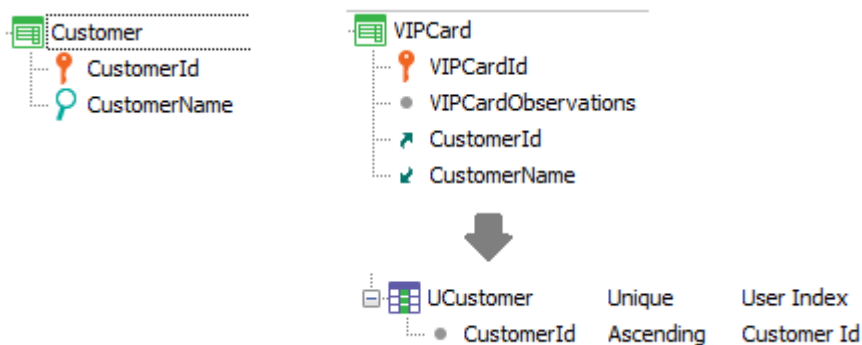 Customer
CustomerId
CustomerName
VIPCard
VIPCardId
VIPCardObservations
CustomerId
CustomerName
UCustomer Unique User Index
CustomerId Ascending Customer Id